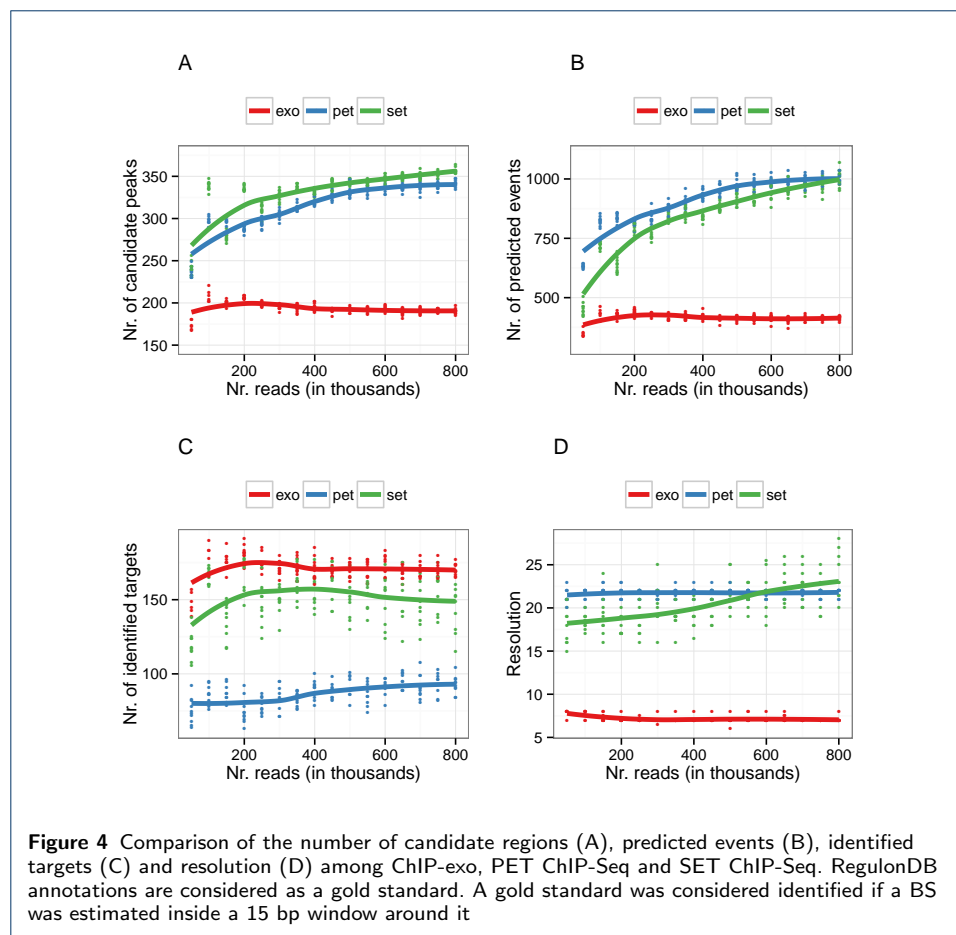 A
exo pet set
Nr. of candidate peaks
350
300
250
200
150
200 400 600 800
Nr. reads (in thousands)
B
exo pet set
Nr. of predicted events
1000
750
500
200 400 600 800
Nr. reads (in thousands)
C
exo pet set
Nr. of identified targets
150
100
200 400 600 800
Nr. reads (in thousands)
D
exo pet set
Resolution
25
20
15
10
5
200 400 600 800
Nr. reads (in thousands)
Figure 4 Comparison of the number of candidate regions (A), predicted events (B), identified
targets (C) and resolution (D) among ChIP-exo, PET ChIP-Seq and SET ChIP-Seq. RegulonDB
annotations are considered as a gold standard. A gold standard was considered identified if a BS
was estimated inside a 15 bp window around it